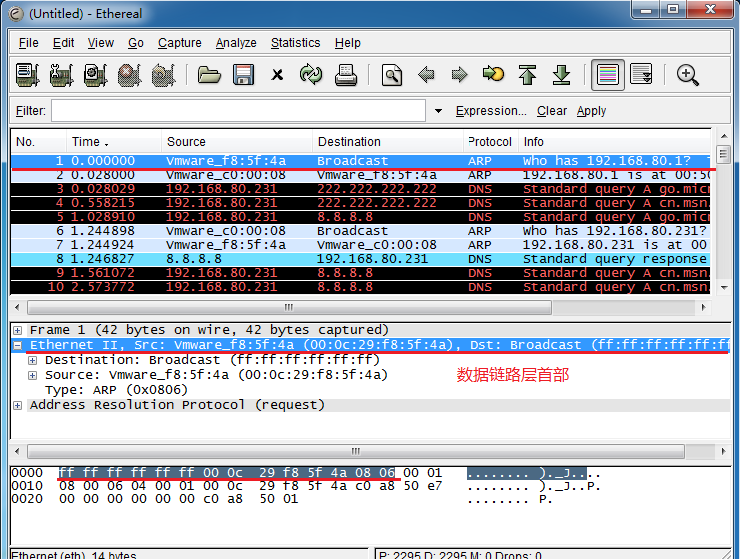 (Untitled) - Ethereal
File Edit View Go Capture Analyze Statistics Help
Filter: Expression... Clear Apply
No. Time Source Destination Protocol Info
1 0.000000 Vmware_f8:5f:4a Broadcast ARP Who has 192.168.80.1?
2 0.028000 Vmware_c0:00:08 Vmware_f8:5f:4a ARP 192.168.80.1 is at 00:50
3 0.028029 192.168.80.231 222.222.222.222 DNS Standard query A go.micr
4 0.558215 192.168.80.231 222.222.222.222 DNS Standard query A cn.msn.
5 1.028910 192.168.80.231 8.8.8.8 DNS Standard query A go.micr
6 1.244898 Vmware_c0:00:08 Broadcast ARP Who has 192.168.80.231?
7 1.244924 Vmware_f8:5f:4a Vmware_c0:00:08 ARP 192.168.80.231 is at 00
8 1.246827 8.8.8.8 192.168.80.231 DNS Standard query response
9 1.561072 192.168.80.231 8.8.8.8 DNS Standard query A cn.msn.
10 2.573772 192.168.80.231 8.8.8.8 DNS Standard query A cn.msn.
Frame 1 (42 bytes on wire, 42 bytes captured)
Ethernet II, Src: Vmware_f8:5f:4a (00:0c:29:f8:5f:4a), Dst: Broadcast (ff:ff:ff:ff:ff:ff
Destination: Broadcast (ff:ff:ff:ff:ff:ff)
Source: Vmware_f8:5f:4a (00:0c:29:f8:5f:4a)
数据链路层首部
Type: ARP (0x0806)
Address Resolution Protocol (request)
0000 ff ff ff ff ff ff 00 0c 29 f8 5f 4a 08 06 00 01 ........ )._J....
0010 08 00 06 04 00 01 00 0c 29 f8 5f 4a c0 a8 50 e7 ........ )._J..P.
0020 00 00 00 00 00 00 c0 a8 50 01 ........ P.
Ethernet (eth), 14 bytes P: 2295 D: 2295 M: 0 Drops: 0